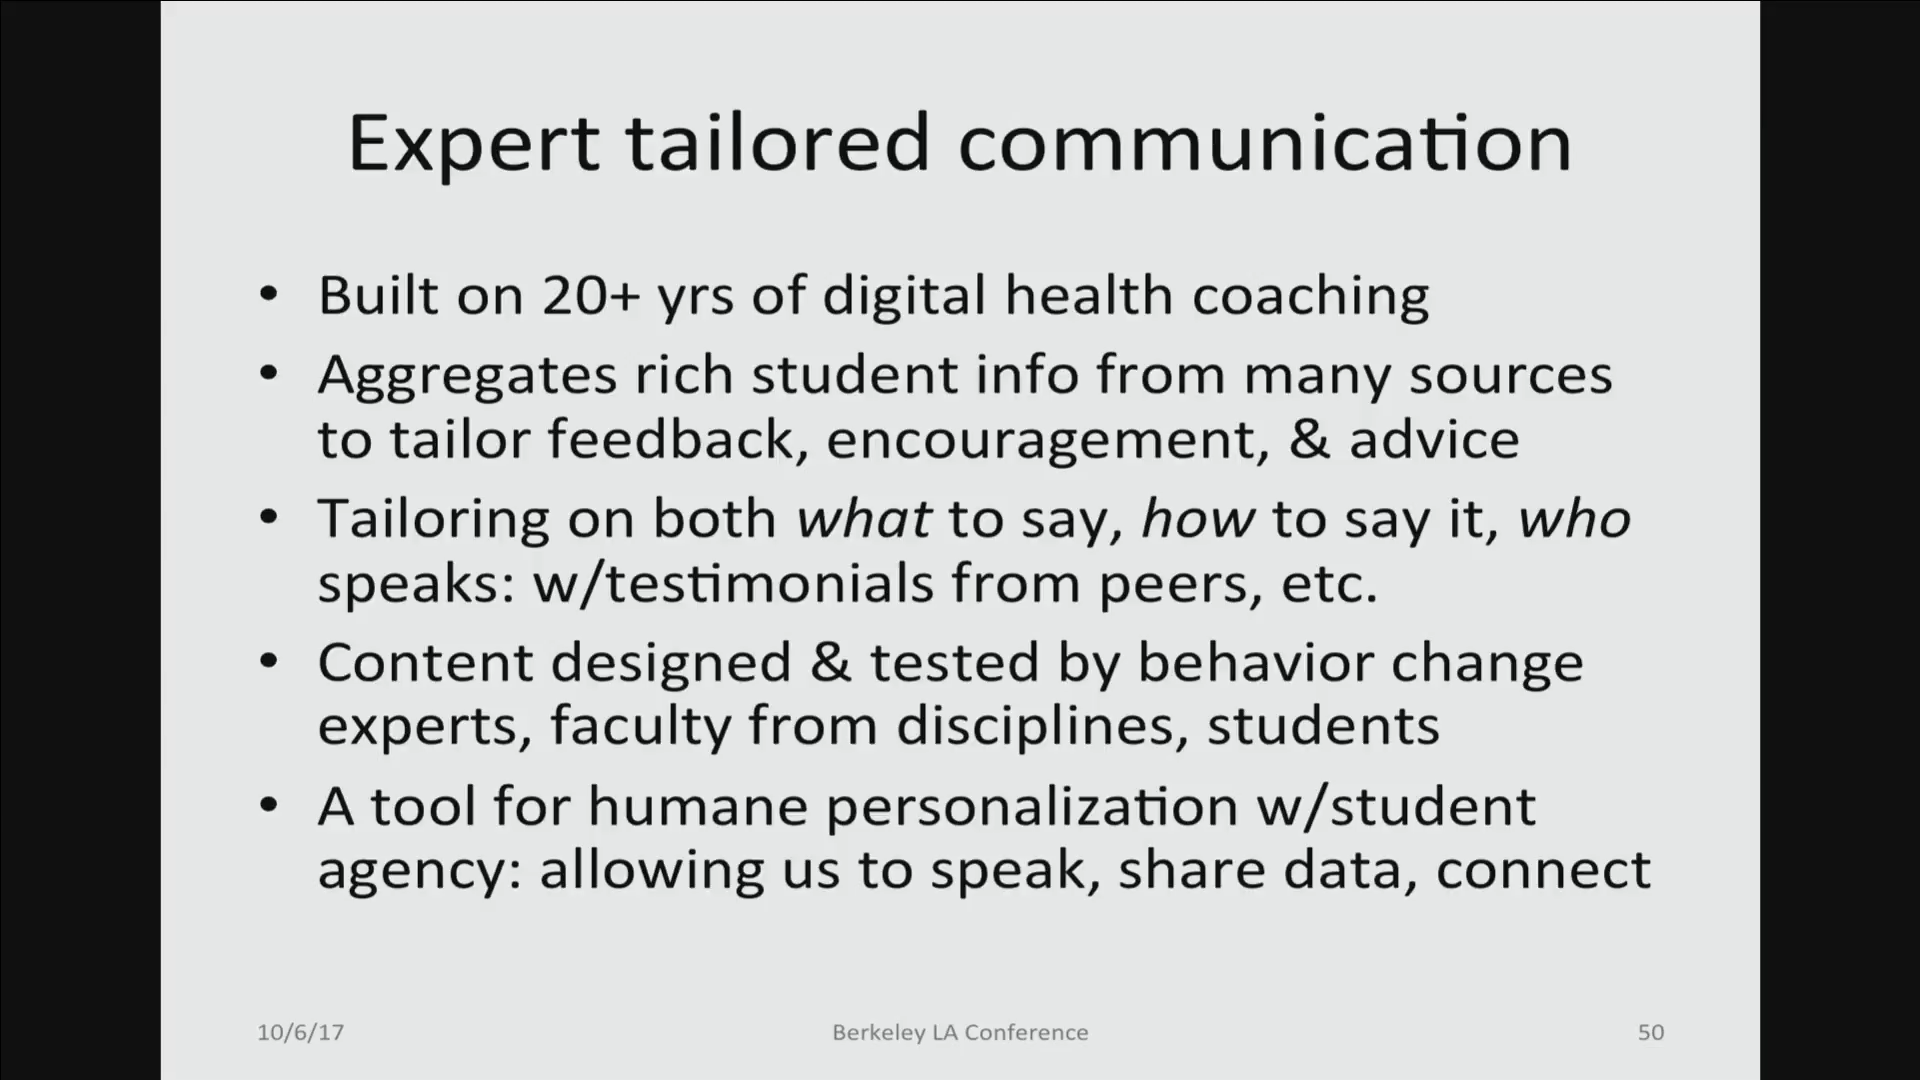 Expert tailored communication
• Built on 20+ yrs of digital health coaching
• Aggregates rich student info from many sources
to tailor feedback, encouragement, & advice
• Tailoring on both what to say, how to say it, who
speaks: w/testimonials from peers, etc.
• Content designed & tested by behavior change
experts, faculty from disciplines, students
• A tool for humane personalization w/student
agency: allowing us to speak, share data, connect
10/6/17
Berkeley LA Conference
50